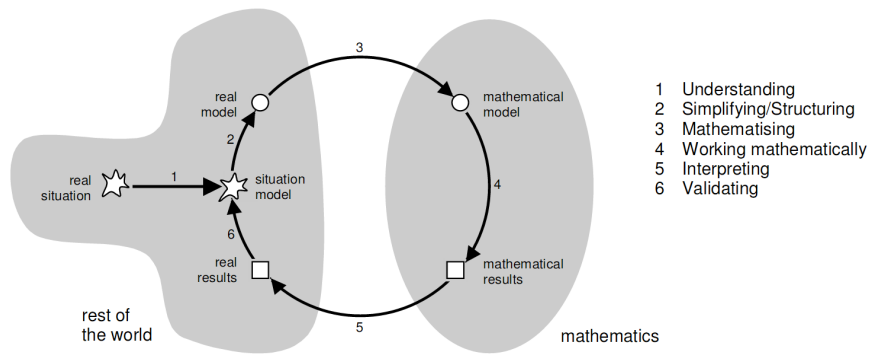 3
real
model
mathematical
model
2
real
situation
1
situation
model
4
6
real
results
mathematical
results
5
rest of
the world
mathematics
1 Understanding
2 Simplifying/Structuring
3 Mathematising
4 Working mathematically
5 Interpreting
6 Validating